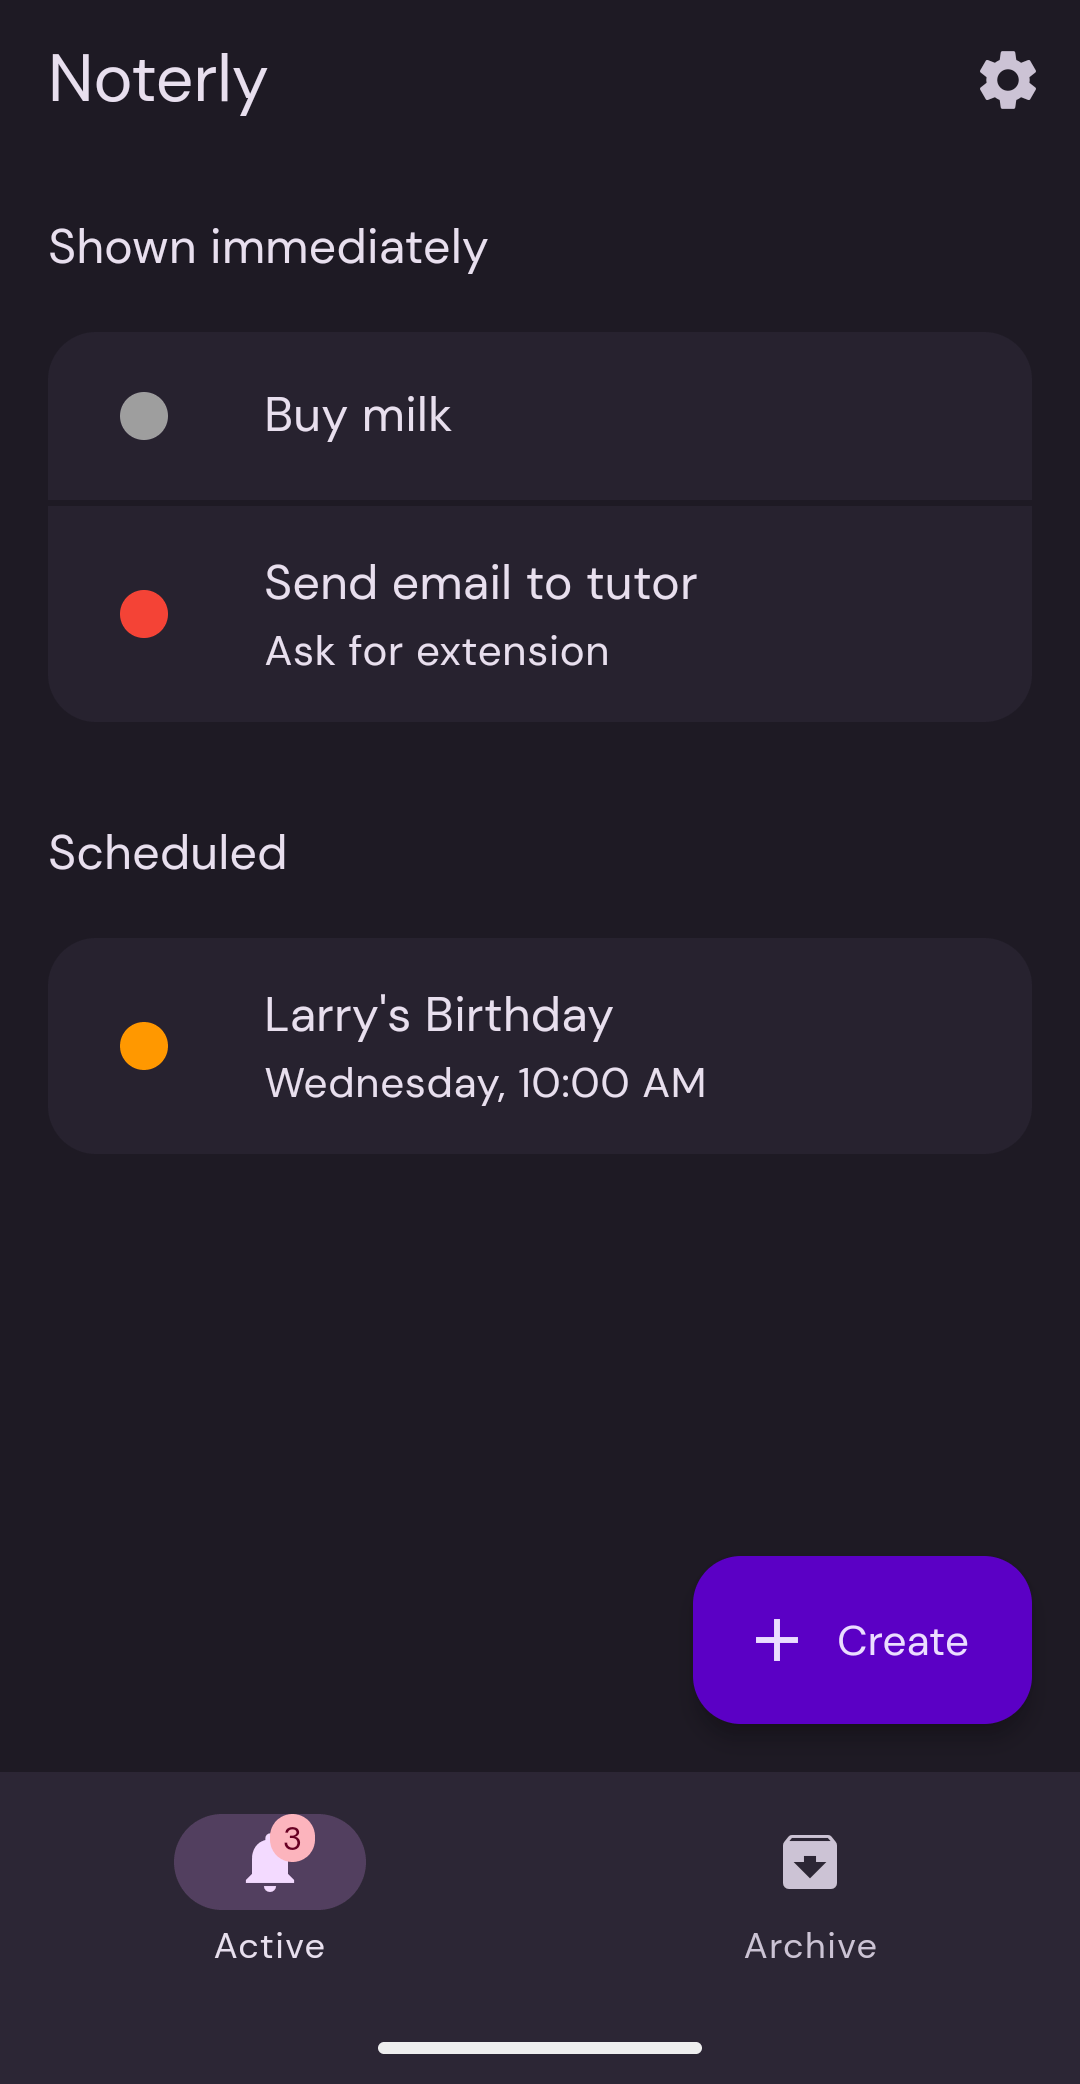 Noterly
Shown immediately
Buy milk
Send email to tutor
Ask for extension
Scheduled
Larry's Birthday
Wednesday, 10:00 AM
Create
3
Active
Archive